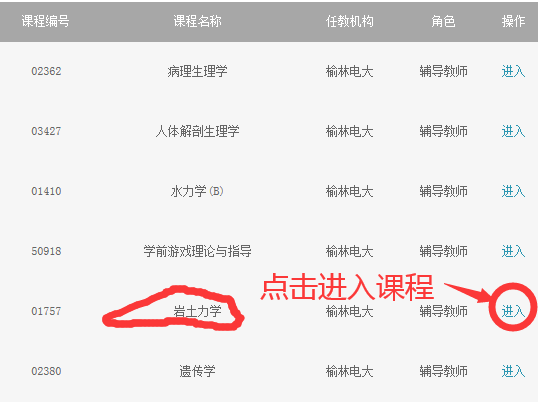 课程编号 课程名称 任教机构 角色 操作
02362 病理生理学 榆林电大 辅导教师 进入
03427 人体解剖生理学 榆林电大 辅导教师 进入
01410 水力学(B) 榆林电大 辅导教师 进入
50918 学前游戏理论与指导 榆林电大 辅导教师 进入
点击进入课程
01757 岩土力学 榆林电大 辅导教师 进入
02380 遗传学 榆林电大 辅导教师 进入